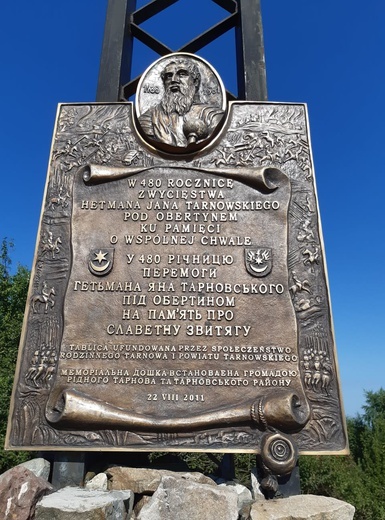 W 480 ROCZNICĘ
ZWYCIĘSTWA
HETMANA JANA TARNOWSKIEGO
POD OBERTYNEM
KU PAMIĘCI
O WSPÓLNEJ CHWALE
У 480 РІЧНИЦЮ
ПЕРЕМОГИ
ГЕТЬМАНА ЯНА ТАРНОВСЬКОГО
ПІД ОБЕРТИНОМ
НА ПАМ'ЯТЬ ПРО
СЛАВЕТНУ ЗВИТЯГУ
TABLICA UFUNDOWANA PRZEZ SPOŁECZEŃSTWO
RODZINNEGO TARNOWA I POWIATU TARNOWSKIEGO
МЕМОРІАЛЬНА ДОШКА ВСТАНОВЛЕНА ГРОМАДОЮ
РІДНОГО ТАРНОВА ТА ТАРНОВСЬКОГО РАЙОНУ
22 VIII 2011